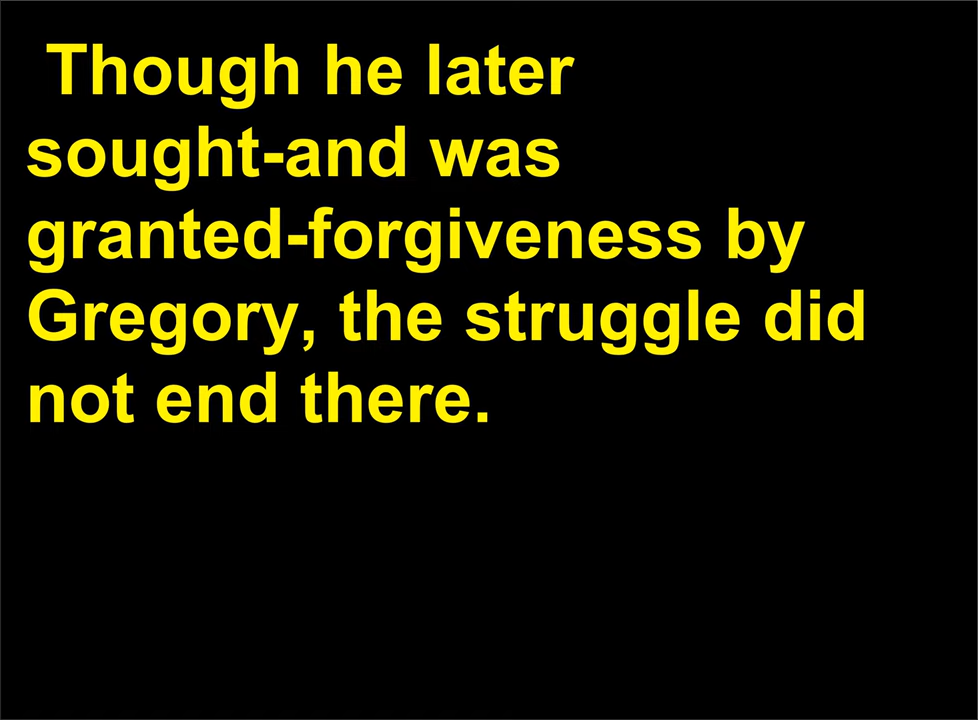 Though he later
sought-and was
granted-forgiveness by
Gregory, the struggle did
not end there.